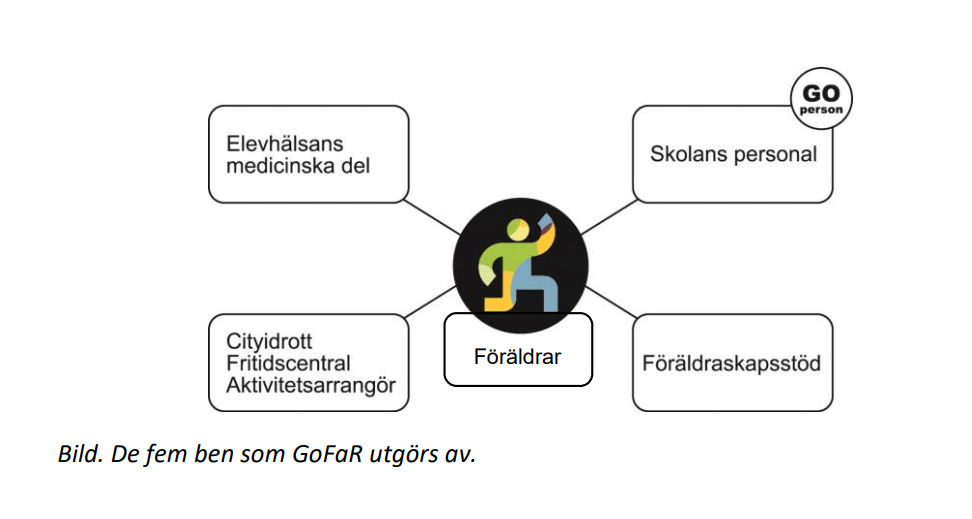 GO
person
Elevhälsans
medicinska del
Skolans personal
Cityidrott
Fritidscentral
Aktivitetsarrangör
Föräldrar
Föräldraskapsstöd
Bild. De fem ben som GoFaR utgörs av.